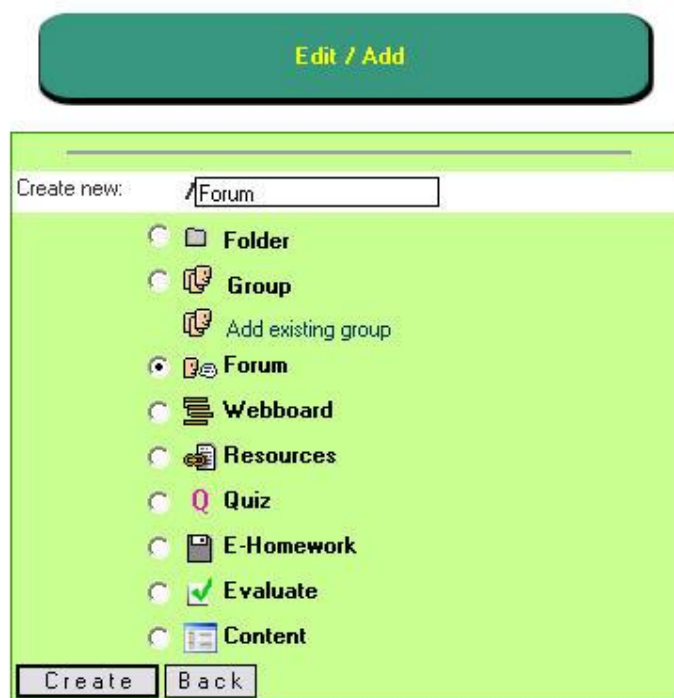 Edit / Add
Create new: /Forum
Folder
Group
Add existing group
Forum
Webboard
Resources
Q Quiz
E-Homework
Evaluate
Content
Create Back